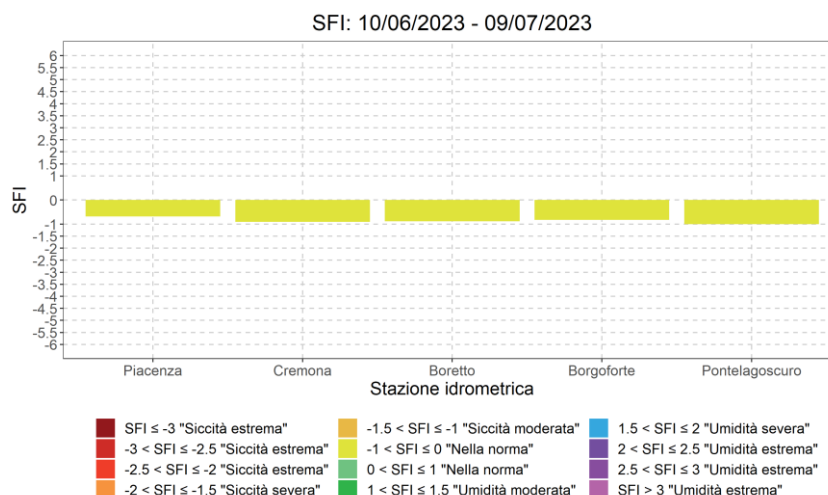 SFI: 10/06/2023 - 09/07/2023
6
5.5
5
4.5
4
3.5
3
2.5
2
1.5
1
0
-1
-1.5
-2
-2.5
-3
-3.5
-4
-4.5
-5
-5.5
-6
SFI
Piacenza Cremona Boretto Borgoforte Pontelagoscuro
Stazione idrometrica
SFI ≤ -3 "Siccità estrema"
-3 < SFI ≤ -2.5 "Siccità estrema"
-2.5 < SFI ≤ -2 "Siccità estrema"
-2 < SFI ≤ -1.5 "Siccità severa"
-1.5 < SFI ≤ -1 "Siccità moderata"
-1 < SFI ≤ 0 "Nella norma"
0 < SFI ≤ 1 "Nella norma"
1 < SFI ≤ 1.5 "Umidità moderata"
1.5 < SFI ≤ 2 "Umidità severa"
2 < SFI ≤ 2.5 "Umidità estrema"
2.5 < SFI ≤ 3 "Umidità estrema"
SFI > 3 "Umidità estrema"